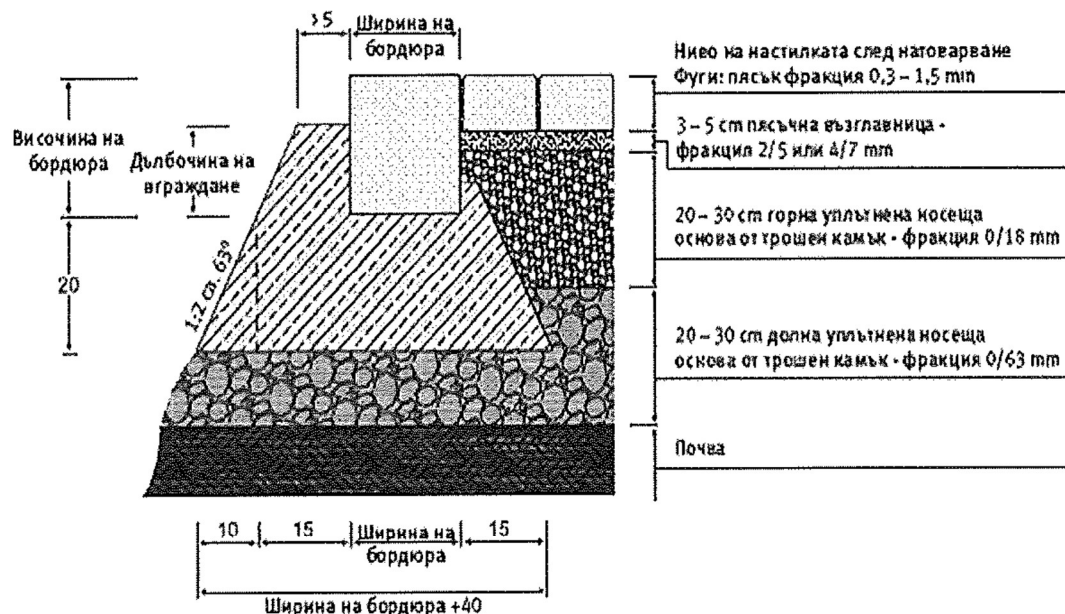 >5
Ширина на
бордюра
Ниво на настилката след натоварване
Фуги: пясък фракция 0,3 – 1,5 mm
3 – 5 cm пясъчна възглавница -
фракция 2/5 или 4/7 mm
Височина на
бордюра
Дълбочина на
вграждане
20 – 30 cm горна уплътнена носеща
основа от трошен камък - фракция 0/18 mm
20
1:2 са. 63°
20 – 30 cm долна уплътнена носеща
основа от трошен камък - фракция 0/63 mm
Почва
10
15
Ширина на
бордюра
15
Ширина на бордюра +40